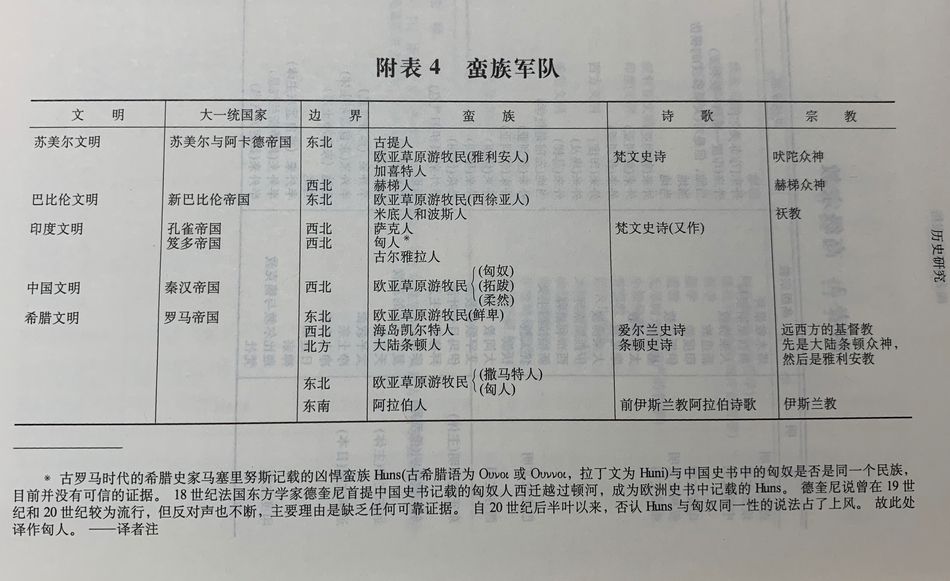 附表4 蛮族军队
文 明 大一统国家 边 界 蛮 族 诗 歌 宗 教
苏美尔文明 苏美尔与阿卡德帝国 东北 古提人
欧亚草原游牧民(雅利安人) 梵文史诗 吠陀众神
加喜特人
西北 赫梯人 赫梯众神
巴比伦文明 新巴比伦帝国 东北 欧亚草原游牧民(西徐亚人)
米底人和波斯人 祆教
印度文明 孔雀帝国 西北 萨克人 梵文史诗(又作)
笈多帝国 西北 匈人*
古尔雅拉人
(匈奴)
中国文明 秦汉帝国 西北 欧亚草原游牧民 (拓跋)
(柔然)
希腊文明 罗马帝国 东北 欧亚草原游牧民(鲜卑)
西北 海岛凯尔特人 爱尔兰史诗 远西方的基督教
北方 大陆条顿人 条顿史诗 先是大陆条顿众神，
然后是雅利安教
(撒马特人)
东北 欧亚草原游牧民
(匈人)
东南 阿拉伯人 前伊斯兰教阿拉伯诗歌 伊斯兰教
* 古罗马时代的希腊史家马塞里努斯记载的凶悍蛮族 Huns(古希腊语为 Ουνοι 或 Ουννοι，拉丁文为 Huni)与中国史书中的匈奴是否是同一个民族，
目前并没有可信的证据。 18 世纪法国东方学家德奎尼首提中国史书记载的匈奴人西迁越过顿河，成为欧洲史书中记载的 Huns。 德奎尼说曾在 19 世
纪和 20 世纪较为流行，但反对声也不断，主要理由是缺乏任何可靠证据。 自 20 世纪后半叶以来，否认 Huns 与匈奴同一性的说法占了上风。 故此处
译作匈人。 ——译者注
历史研究